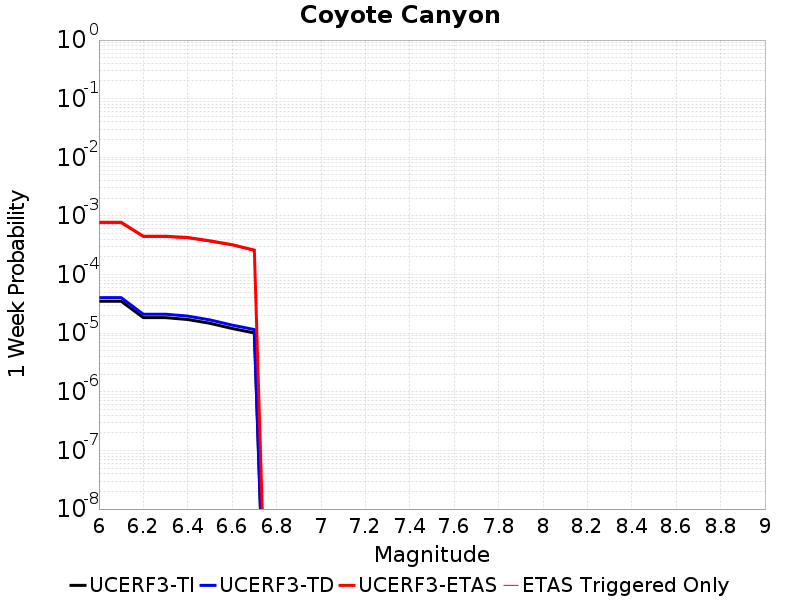 Coyote Canyon
1 Week Probability
10^0
10^-1
10^-2
10^-3
10^-4
10^-5
10^-6
10^-7
10^-8
6 6.2 6.4 6.6 6.8 7 7.2 7.4 7.6 7.8 8 8.2 8.4 8.6 8.8 9
Magnitude
UCERF3-TI UCERF3-TD UCERF3-ETAS ETAS Triggered Only